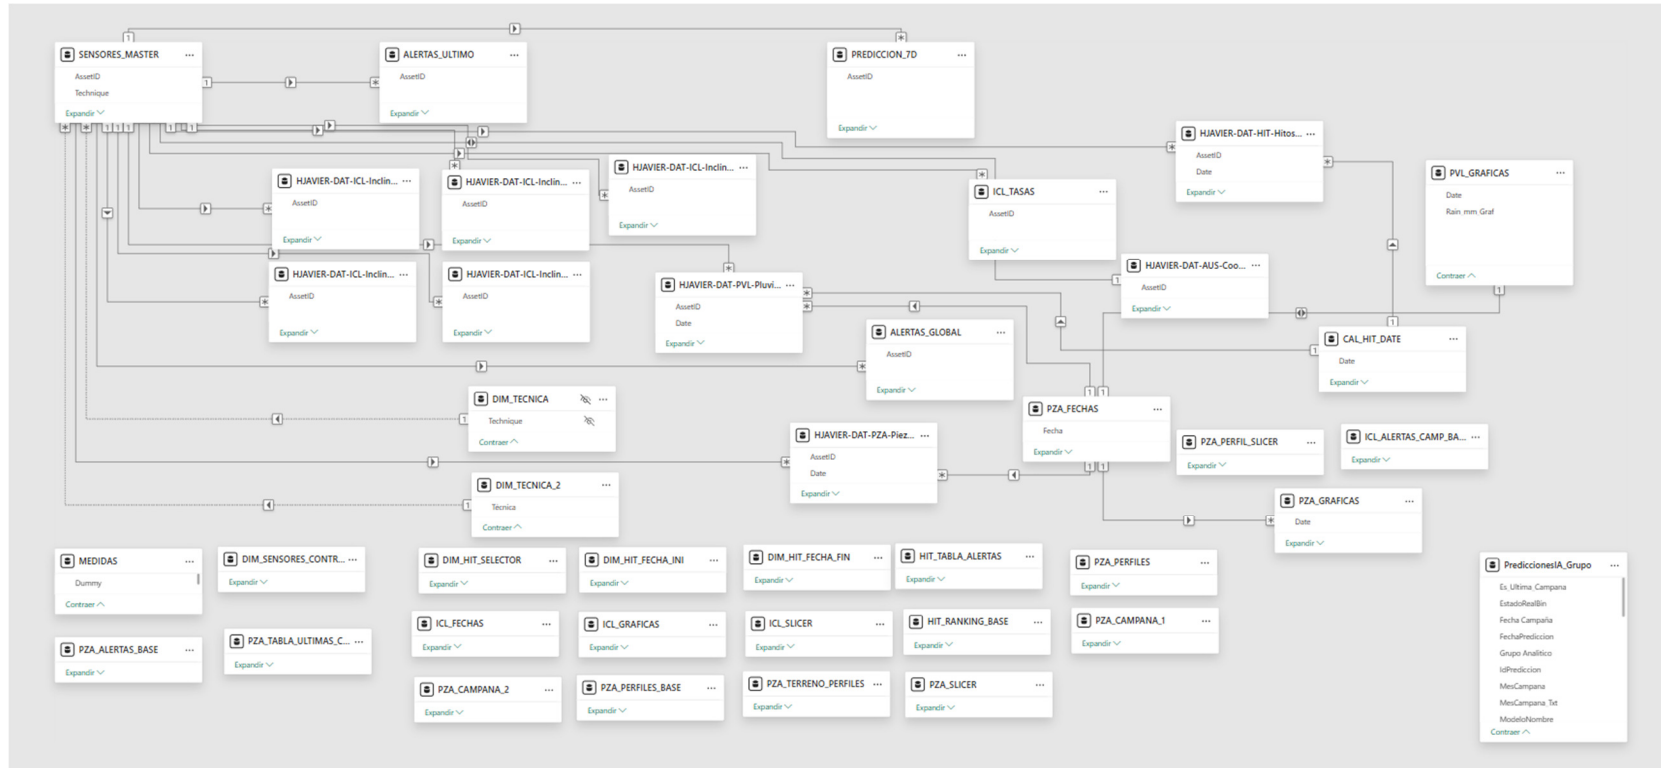 SENSORES_MASTER ...
AssetID
Technique
Expandir
ALERTAS_ULTIMO ...
AssetID
Expandir
PREDICCION_7D ...
AssetID
Expandir
HJAVIER-DAT-HIT-Hitos... ...
AssetID
Date
Expandir
PVL_GRAFICAS ...
Date
Rain_mm_Graf
Contraer
HJAVIER-DAT-ICL-Inclin... ...
AssetID
Expandir
HJAVIER-DAT-ICL-Inclin... ...
AssetID
Expandir
HJAVIER-DAT-ICL-Inclin... ...
AssetID
Expandir
ICL_TASAS ...
AssetID
Expandir
HJAVIER-DAT-ICL-Inclin... ...
AssetID
Expandir
HJAVIER-DAT-ICL-Inclin... ...
AssetID
Expandir
HJAVIER-DAT-PVL-Pluvi... ...
AssetID
Date
Expandir
HJAVIER-DAT-AUS-Coo... ...
AssetID
Expandir
ALERTAS_GLOBAL ...
AssetID
Expandir
CAL_HIT_DATE ...
Date
Expandir
DIM_TECNICA ...
Technique
Contraer
PZA_FECHAS ...
Fecha
Expandir
HJAVIER-DAT-PZA-Piez... ...
AssetID
Date
Expandir
PZA_PERFIL_SLICER ...
Expandir
ICL_ALERTAS_CAMP_BA... ...
Expandir
DIM_TECNICA_2 ...
Técnica
Contraer
PZA_GRAFICAS ...
Date
Expandir
MEDIDAS ...
Dummy
Contraer
DIM_SENSORES_CONTR... ...
Expandir
DIM_HIT_SELECTOR ...
Expandir
DIM_HIT_FECHA_INI ...
Expandir
DIM_HIT_FECHA_FIN ...
Expandir
HIT_TABLA_ALERTAS ...
Expandir
PZA_PERFILES ...
Expandir
PrediccionesIA_Grupo ...
Es_Ultima_Campana
EstadoRealBin
Fecha Campaña
FechaPrediccion
Grupo Analitico
IdPrediccion
MesCampana
MesCampana_Txt
ModeloNombre
Contraer
PZA_ALERTAS_BASE ...
Expandir
PZA_TABLA_ULTIMAS_C... ...
Expandir
ICL_FECHAS ...
Expandir
ICL_GRAFICAS ...
Expandir
ICL_SLICER ...
Expandir
HIT_RANKING_BASE ...
Expandir
PZA_CAMPANA_1 ...
Expandir
PZA_CAMPANA_2 ...
Expandir
PZA_PERFILES_BASE ...
Expandir
PZA_TERRENO_PERFILES ...
Expandir
PZA_SLICER ...
Expandir